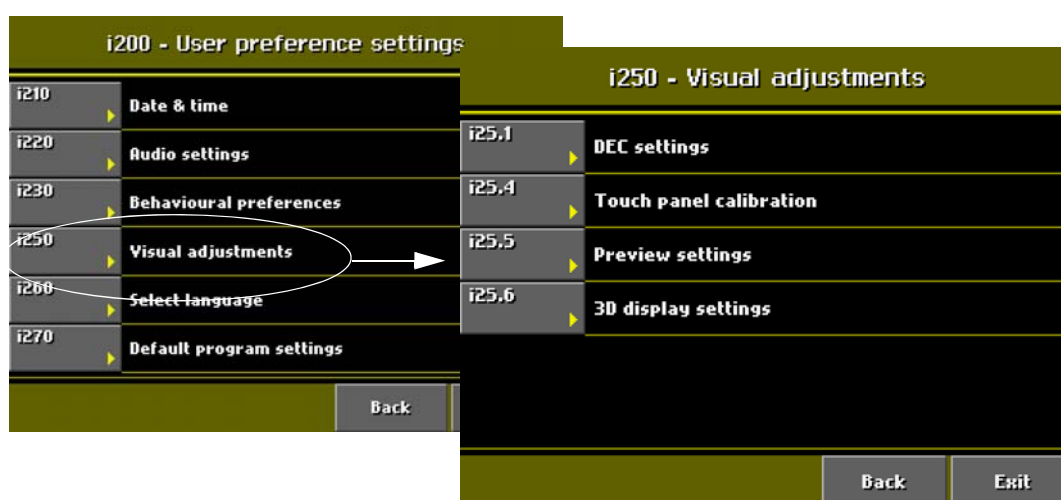 i200 - User preference settings
i210 Date & time
i220 Audio settings
i230 Behavioural preferences
i250 Visual adjustments
i260 Select language
i270 Default program settings
Back
i250 - Visual adjustments
i25.1 DEC settings
i25.4 Touch panel calibration
i25.5 Preview settings
i25.6 3D display settings
Back Exit